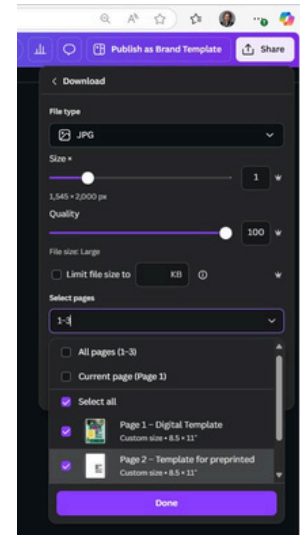 Publish as Brand Template
Share
Download
File type
JPG
Size ×
1
1,545 × 2,000 px
Quality
100
File size: Large
Limit file size to
KB
Select pages
1-3
All pages (1-3)
Current page (Page 1)
Select all
Page 1 – Digital Template
Custom size • 8.5 × 11"
Page 2 – Template for preprinted
Custom size • 8.5 × 11"
Done